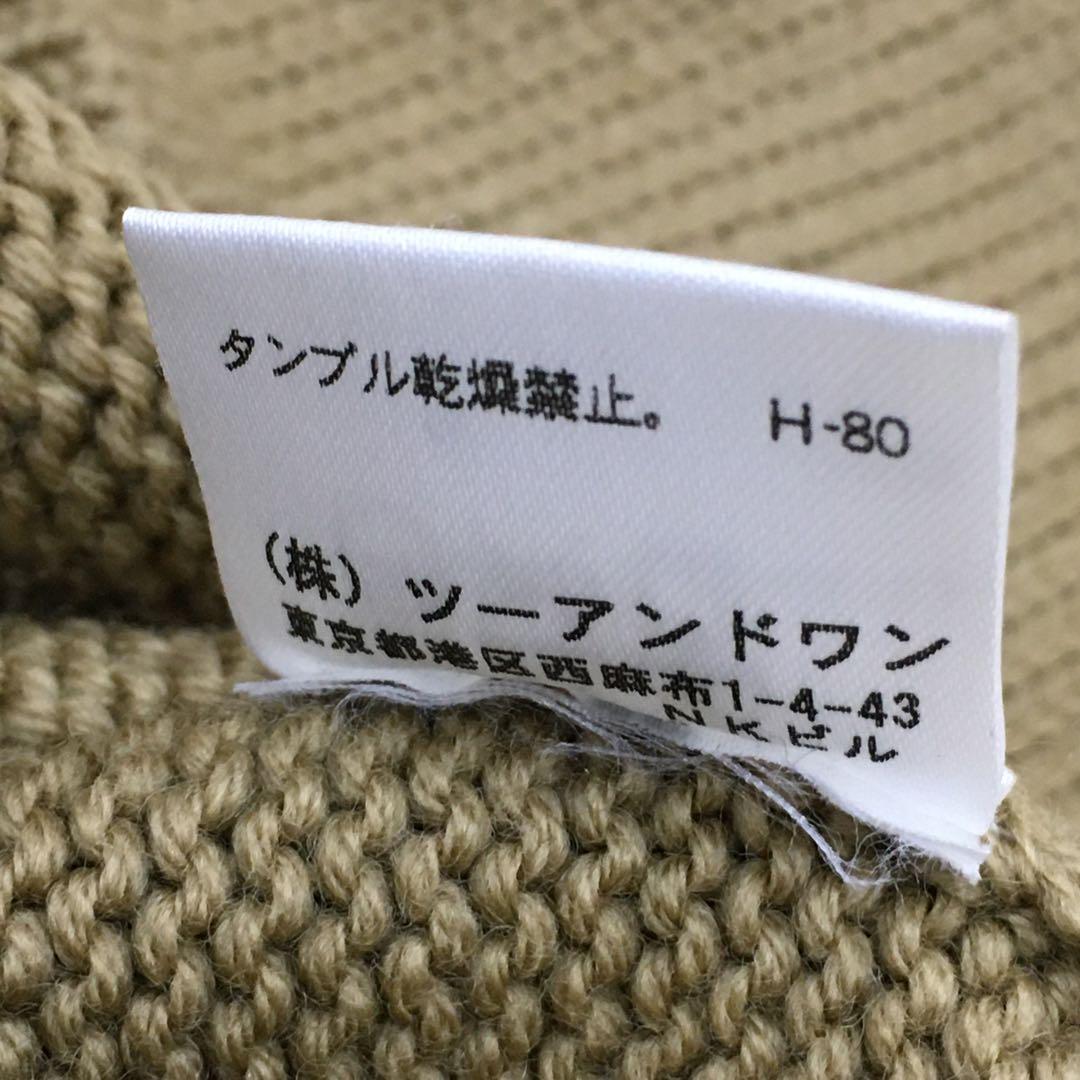 タンブル乾燥禁止。 H-80
(株) ツーアンドワン
東京都港区西麻布1-4-43
ビル